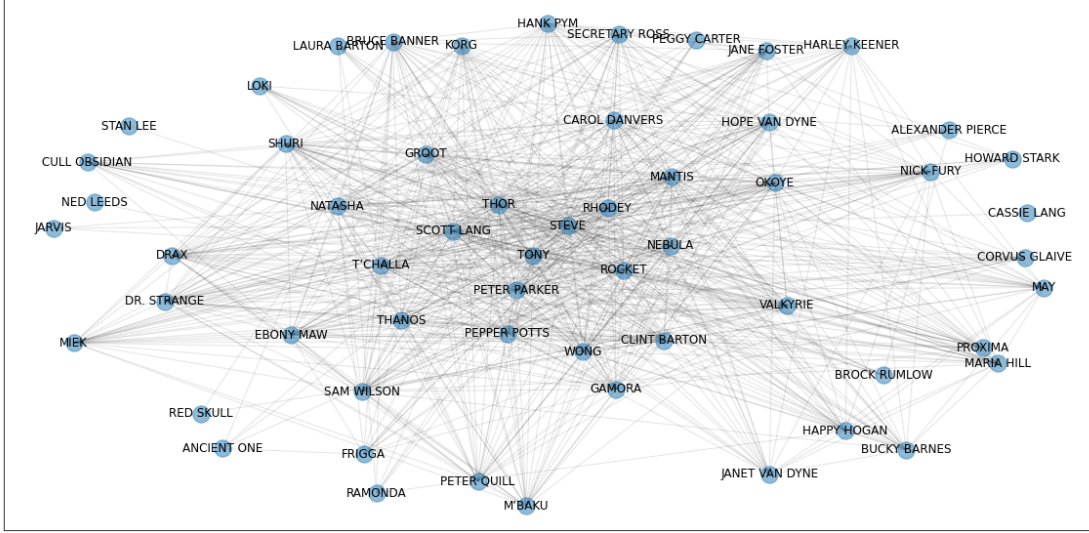 HANK PYM
SECRETARY ROSS
PEGGY CARTER
LAURA BARTON
BRUCE BANNER
KORG
JANE FOSTER
HARLEY KEENER
LOKI
STAN LEE
CAROL DANVERS
HOPE VAN DYNE
ALEXANDER PIERCE
SHURI
GROOT
CULL OBSIDIAN
HOWARD STARK
NICK FURY
MANTIS
OKOYE
NED LEEDS
NATASHA
THOR
RHODEY
CASSIE LANG
JARVIS
SCOTT LANG
STEVE
NEBULA
DRAX
TONY
CORVUS GLAIVE
T'CHALLA
ROCKET
MAY
PETER PARKER
DR. STRANGE
VALKYRIE
THANOS
EBONY MAW
PEPPER POTTS
CLINT BARTON
MIEK
WONG
PROXIMA
MARIA HILL
BROCK RUMLOW
SAM WILSON
GAMORA
RED SKULL
HAPPY HOGAN
ANCIENT ONE
BUCKY BARNES
FRIGGA
JANET VAN DYNE
PETER QUILL
RAMONDA
M'BAKU